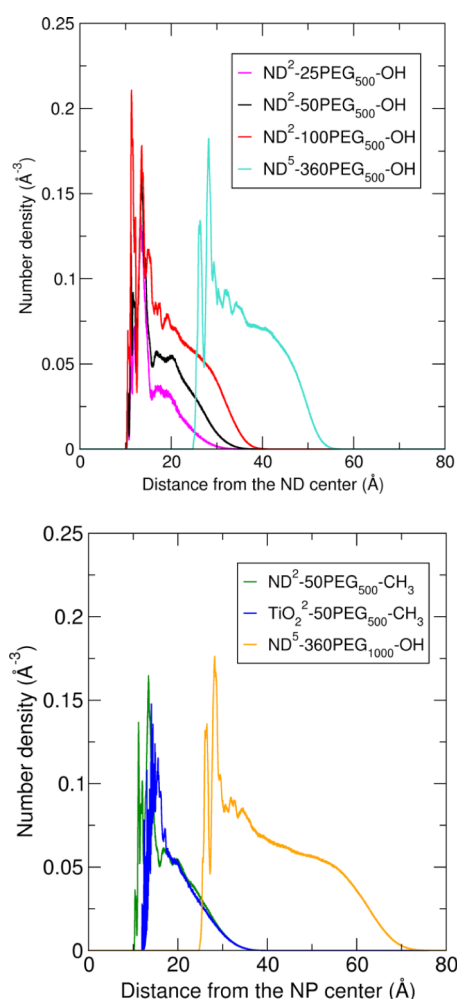 0.25
0.2
0.15
0.1
0.05
0
Number density (Å⁻³)
ND²-25PEG₅₀₀-OH
ND²-50PEG₅₀₀-OH
ND²-100PEG₅₀₀-OH
ND⁵-360PEG₅₀₀-OH
0 20 40 60 80
Distance from the ND center (Å)
0.25
0.2
0.15
0.1
0.05
0
Number density (Å⁻³)
ND²-50PEG₅₀₀-CH₃
TiO₂²-50PEG₅₀₀-CH₃
ND⁵-360PEG₁₀₀₀-OH
0 20 40 60 80
Distance from the NP center (Å)